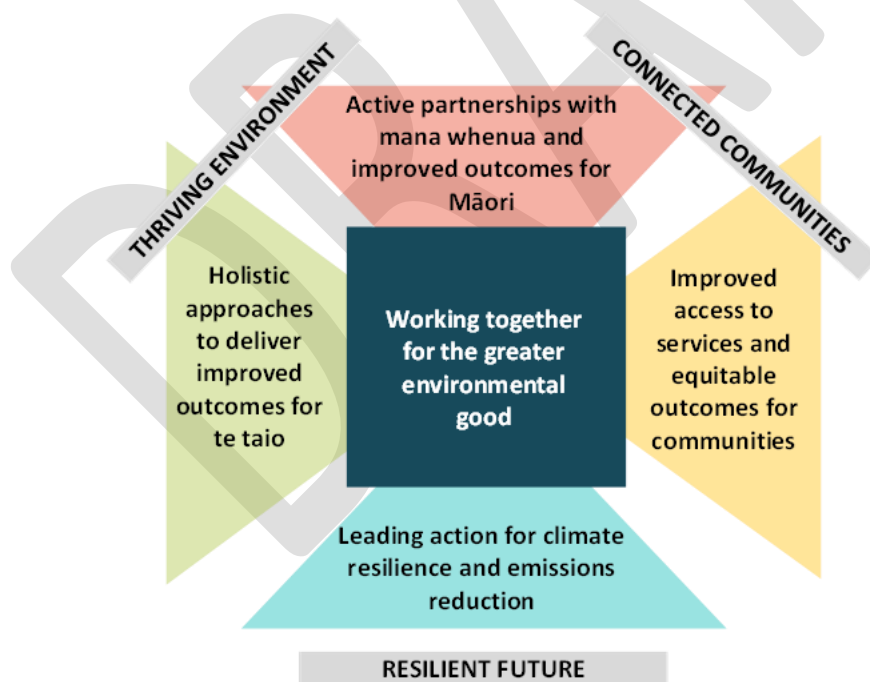 THRIVING ENVIRONMENT
CONNECTED COMMUNITIES
Active partnerships with
mana whenua and
improved outcomes for
Māori
Holistic
approaches
to deliver
improved
outcomes for
te taio
Working together
for the greater
environmental
good
Improved
access to
services and
equitable
outcomes for
communities
Leading action for climate
resilience and emissions
reduction
RESILIENT FUTURE